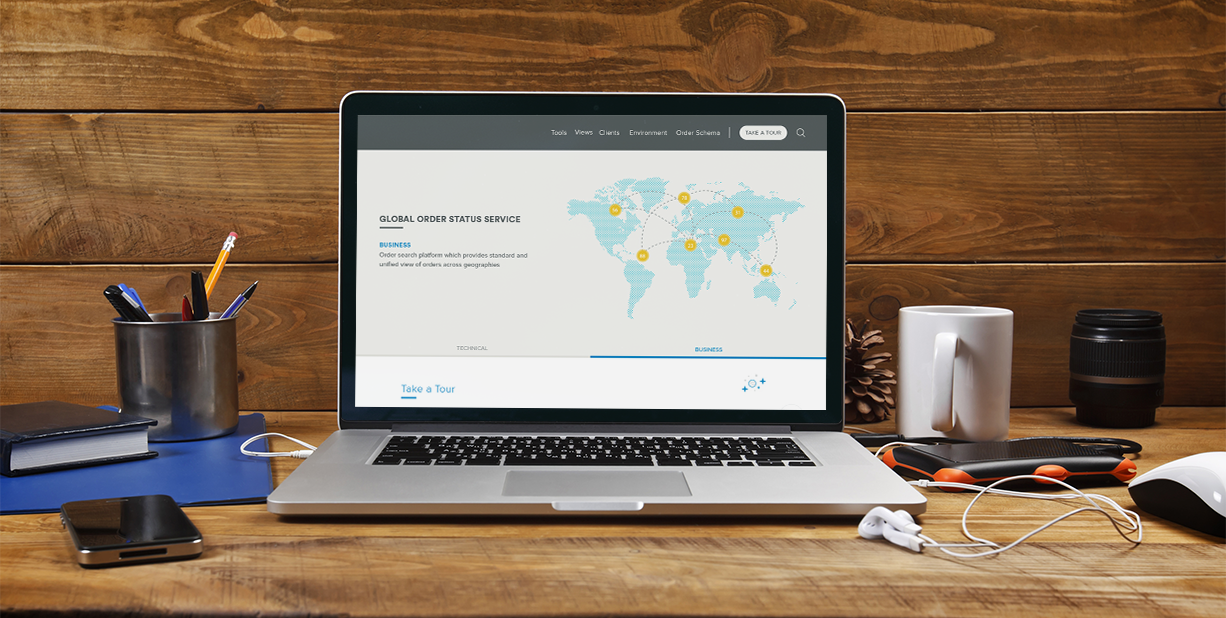 Tools Views Clients Environment Order Schema TAKE A TOUR
GLOBAL ORDER STATUS SERVICE
BUSINESS
Order search platform which provides standard and
unified view of orders across geographies
TECHNICAL BUSINESS
Take a Tour